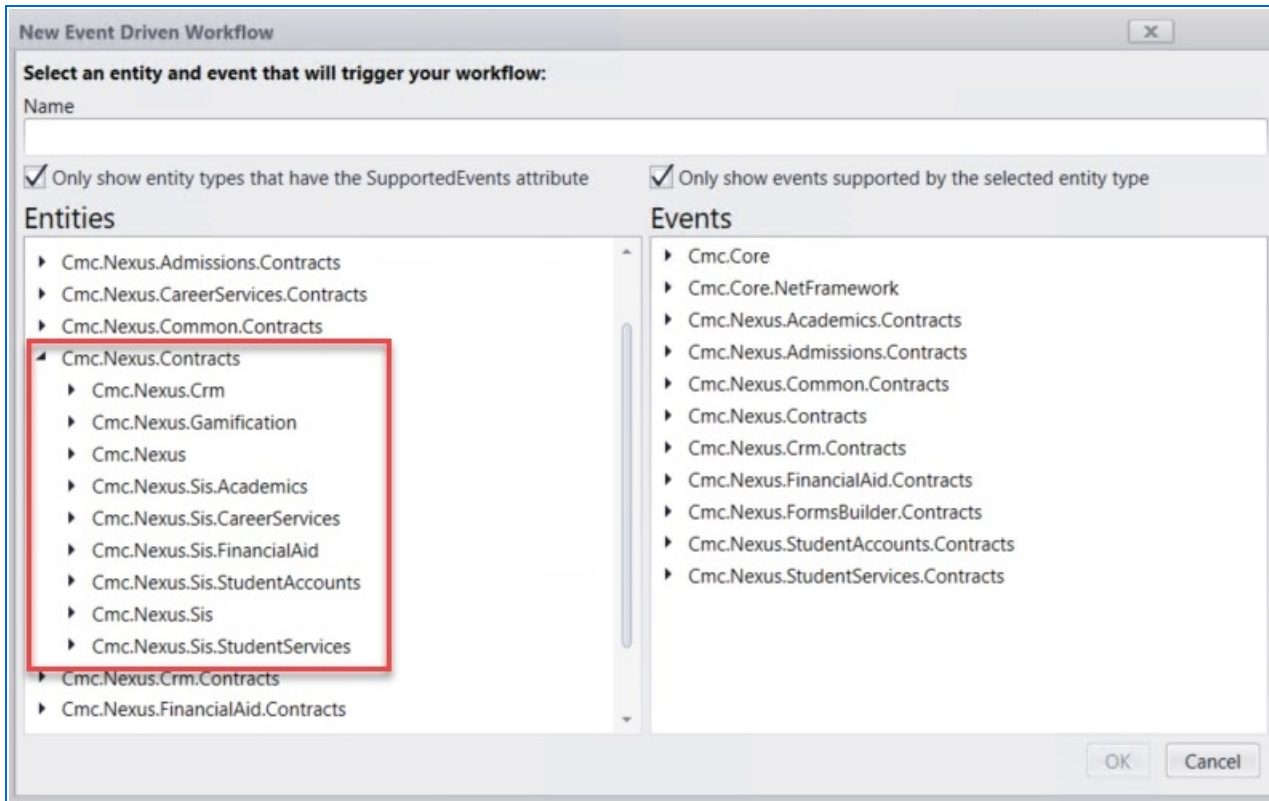 New Event Driven Workflow
x
Select an entity and event that will trigger your workflow:
Name
Only show entity types that have the SupportedEvents attribute
Only show events supported by the selected entity type
Entities
Cmc.Nexus.Admissions.Contracts
Cmc.Nexus.CareerServices.Contracts
Cmc.Nexus.Common.Contracts
Cmc.Nexus.Contracts
Cmc.Nexus.Crm
Cmc.Nexus.Gamification
Cmc.Nexus
Cmc.Nexus.Sis.Academics
Cmc.Nexus.Sis.CareerServices
Cmc.Nexus.Sis.FinancialAid
Cmc.Nexus.Sis.StudentAccounts
Cmc.Nexus.Sis
Cmc.Nexus.Sis.StudentServices
Cmc.Nexus.Crm.Contracts
Cmc.Nexus.FinancialAid.Contracts
Events
Cmc.Core
Cmc.Core.NetFramework
Cmc.Nexus.Academics.Contracts
Cmc.Nexus.Admissions.Contracts
Cmc.Nexus.Common.Contracts
Cmc.Nexus.Contracts
Cmc.Nexus.Crm.Contracts
Cmc.Nexus.FinancialAid.Contracts
Cmc.Nexus.FormsBuilder.Contracts
Cmc.Nexus.StudentAccounts.Contracts
Cmc.Nexus.StudentServices.Contracts
OK
Cancel